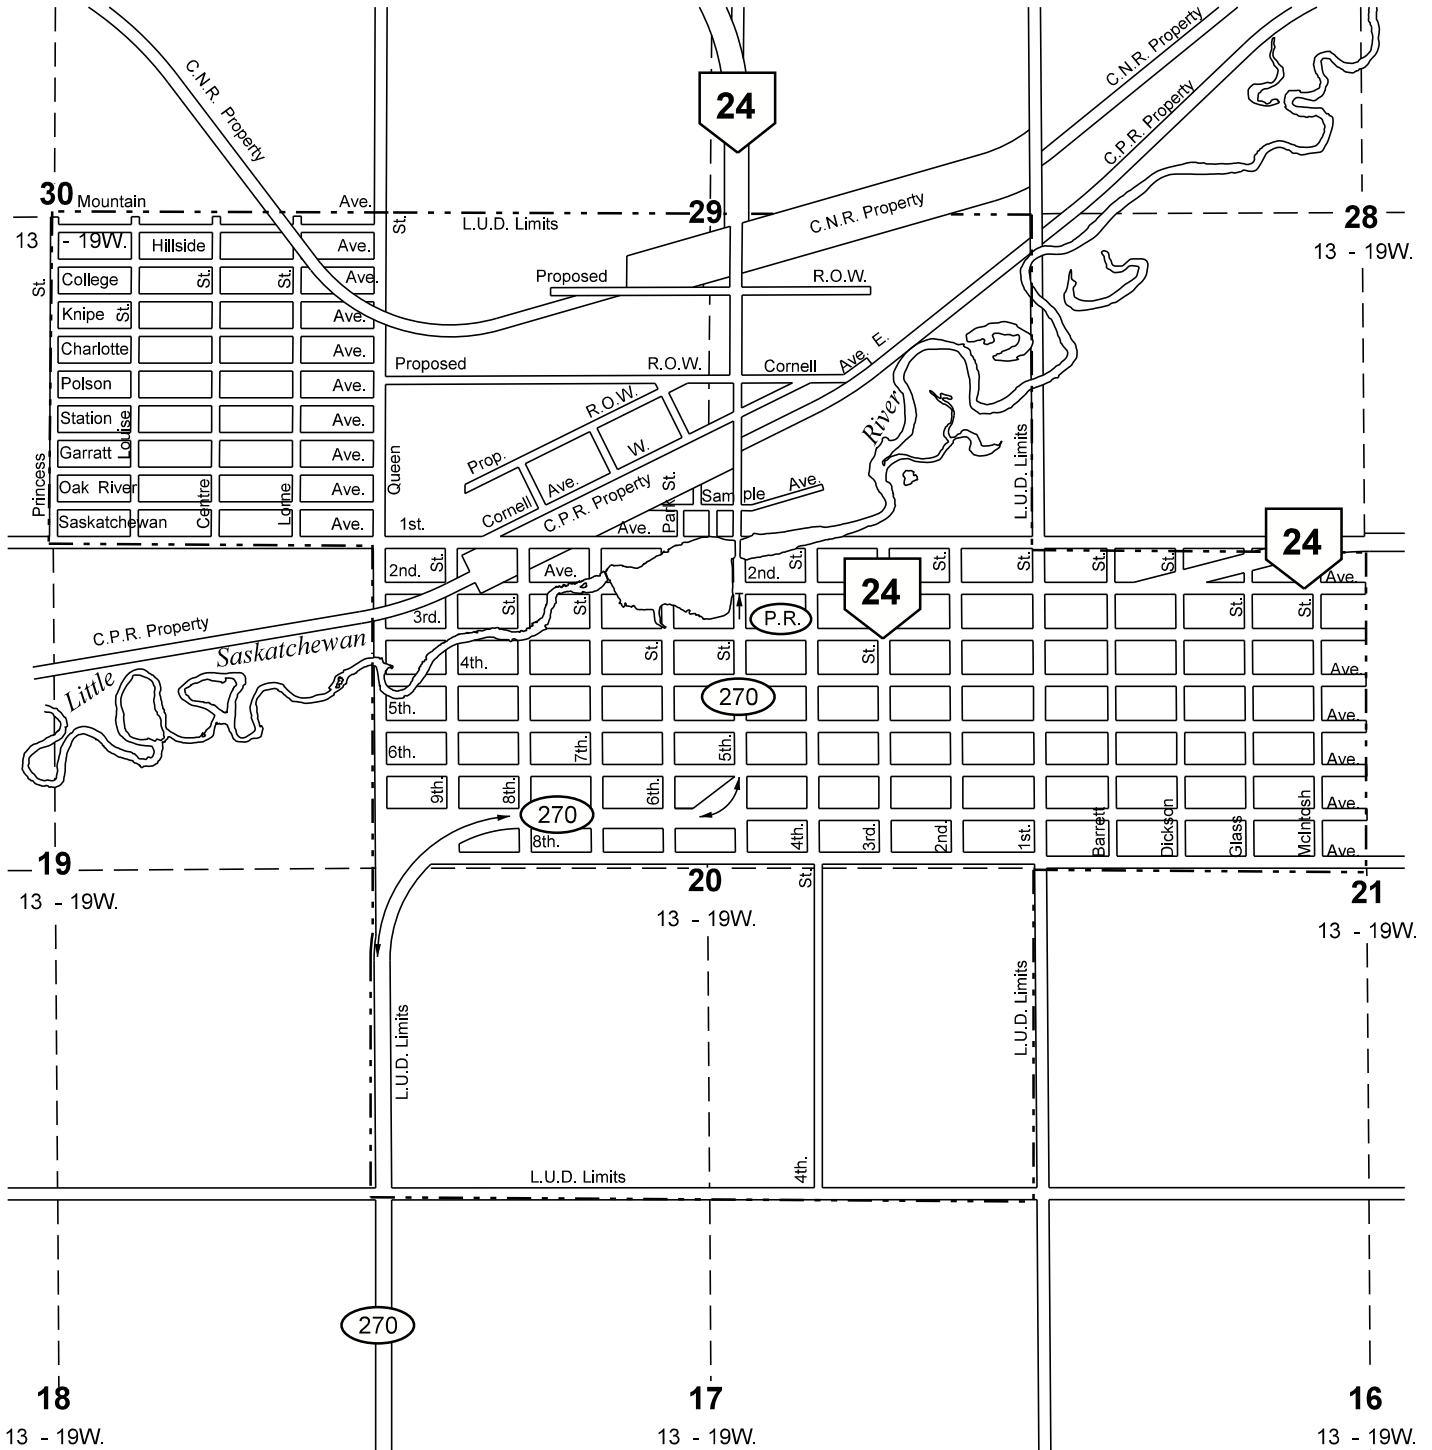 C.N.R. Property
C.N.R. Property
24
C.P.R. Property
30
Mountain Ave.
13 - 19W.
St.
L.U.D. Limits
29
C.N.R. Property
28
13 - 19W.
Hillside Ave.
College St. St. Ave.
Proposed R.O.W.
St.
Knipe St. Ave.
Charlotte Ave.
Proposed R.O.W. Cornell Ave. E.
Polson Ave.
R.O.W.
Station Ave.
River
Garratt Louise Ave.
Prop. W.
Queen
L.U.D. Limits
Princess
Oak River Centre Lorne Ave.
Cornell Ave.
C.P.R. Property
Park St.
Sample Ave.
Saskatchewan Ave.
1st. Ave.
24
2nd. St. Ave. 2nd. St. St. St. St. St. Ave.
24
3rd. St. St. P.R. St. St.
C.P.R. Property
Little Saskatchewan
4th. St. St. St. Ave.
5th. 270 Ave.
6th. 7th. 5th. Ave.
9th. 8th. 6th. Ave.
270
8th. 4th. 3rd. 2nd. 1st. Barrett Dickson Glass McIntosh Ave.
19
13 - 19W.
20
13 - 19W.
St.
21
13 - 19W.
L.U.D. Limits
L.U.D. Limits
L.U.D. Limits
4th.
270
18
13 - 19W.
17
13 - 19W.
16
13 - 19W.